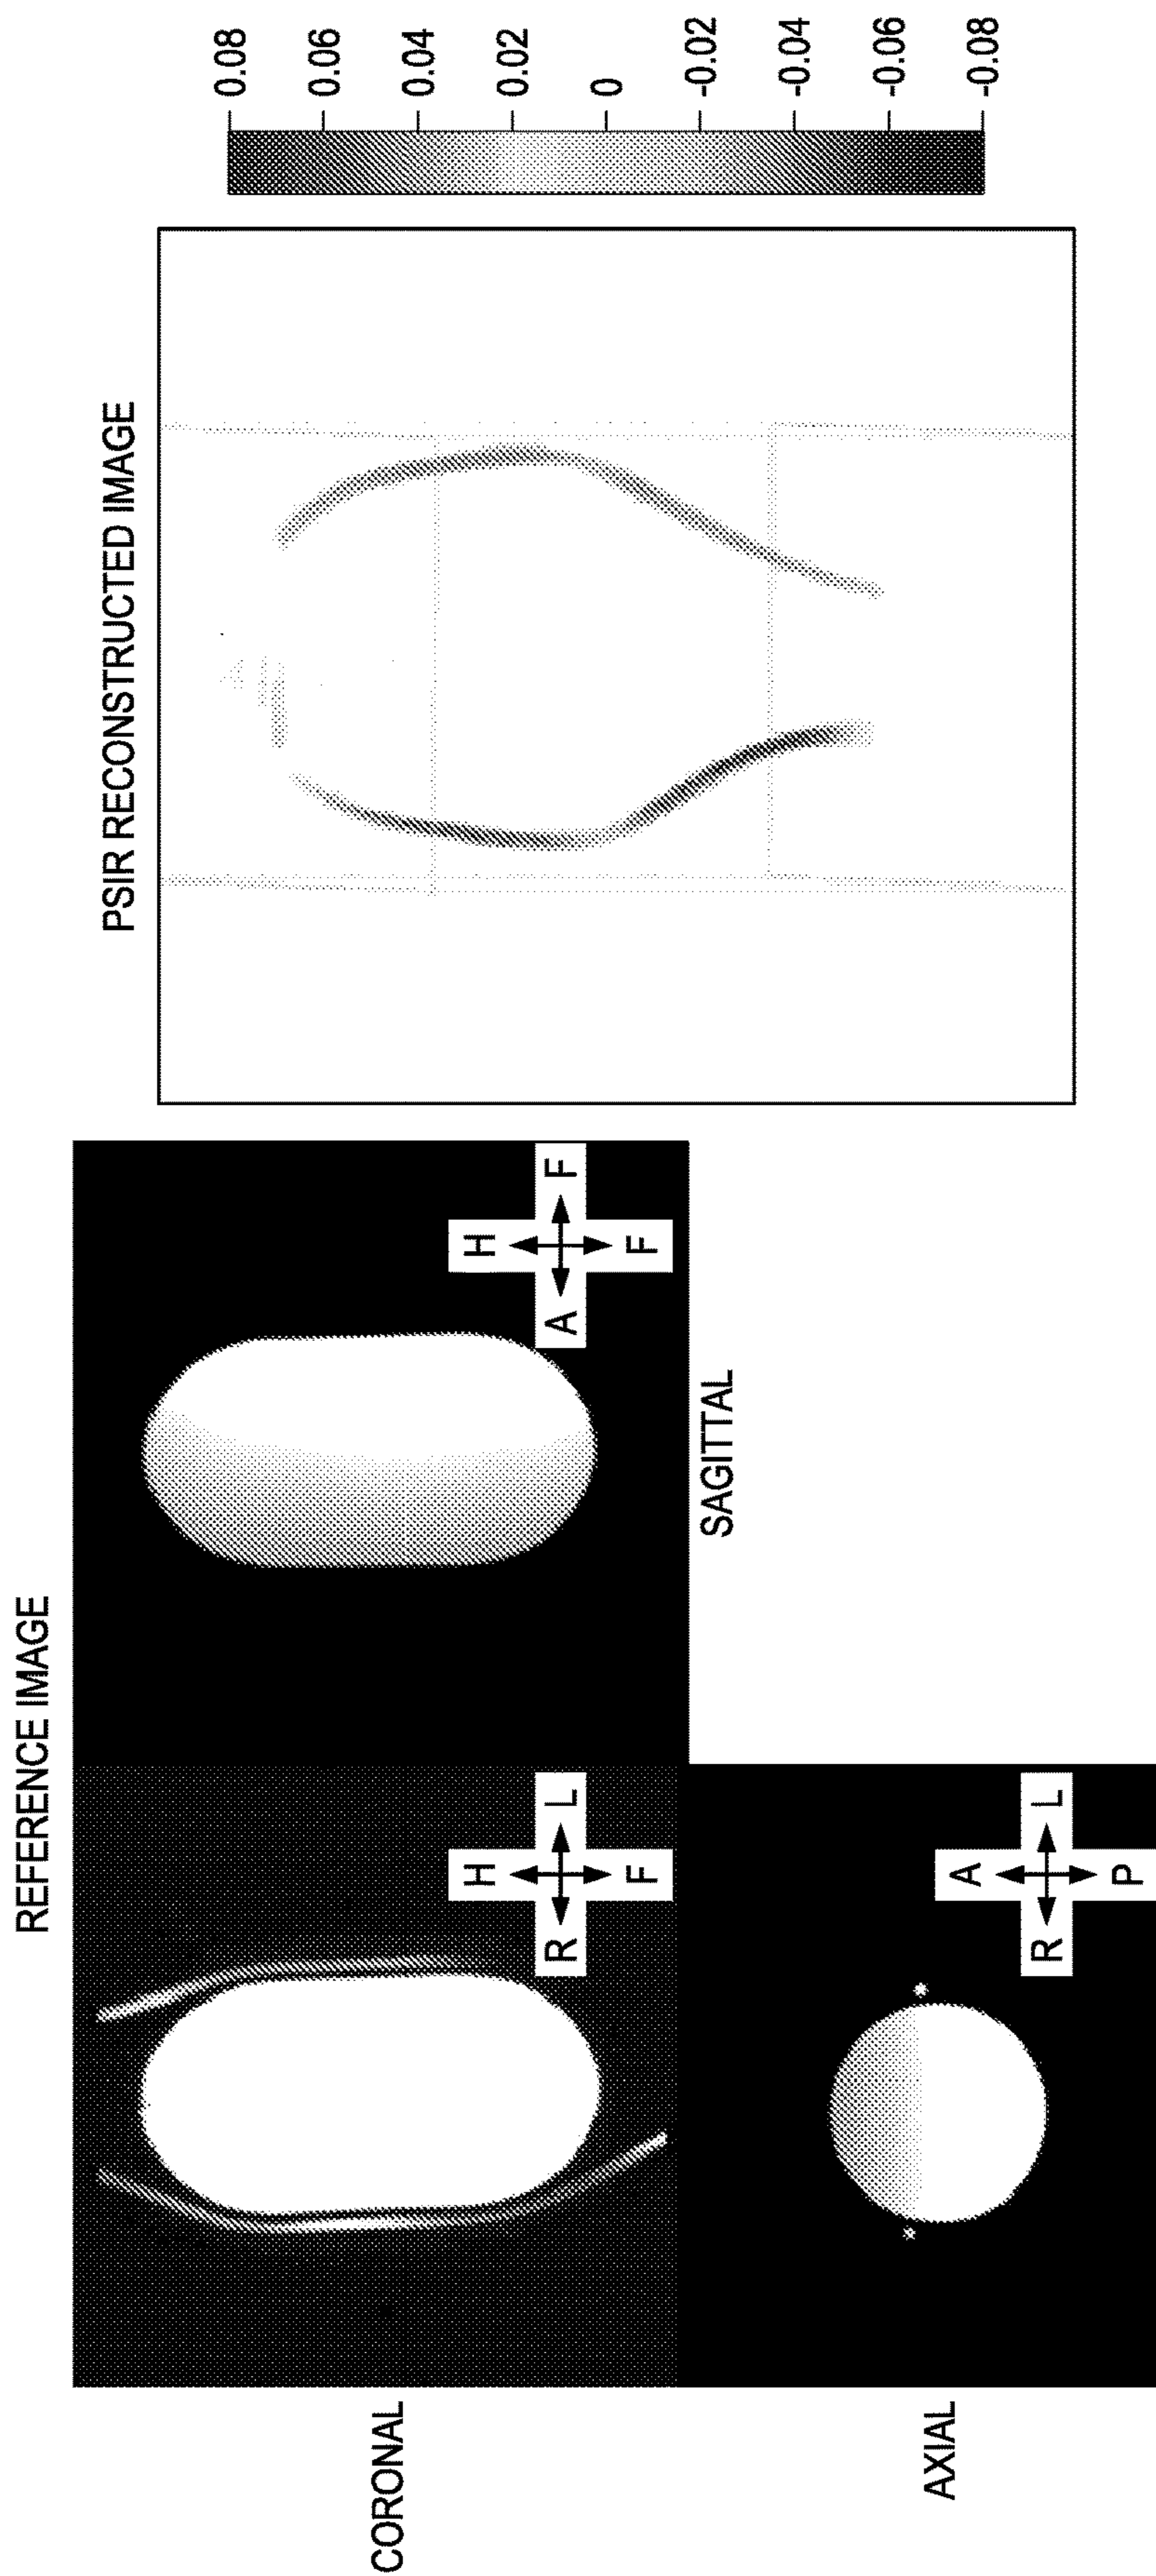 REFERENCE IMAGE
CORONAL
H
R L
F
H
A F
F
SAGITTAL
AXIAL
A
R L
P
PSIR RECONSTRUCTED IMAGE
0.08
0.06
0.04
0.02
0
-0.02
-0.04
-0.06
-0.08